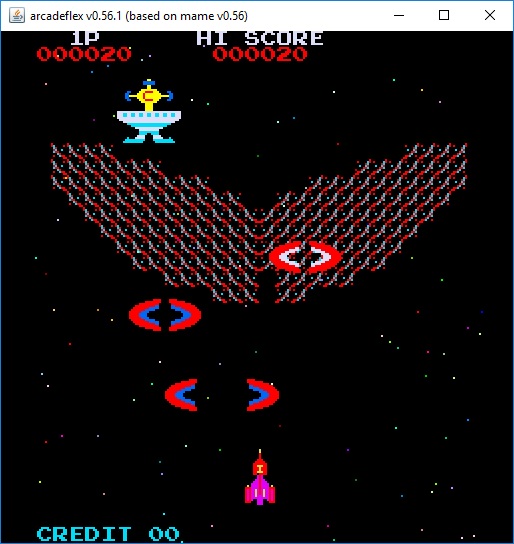 arcadeflex v0.56.1 (based on mame v0.56)
1P HI SCORE
000020 000020
C
I
CREDIT 00